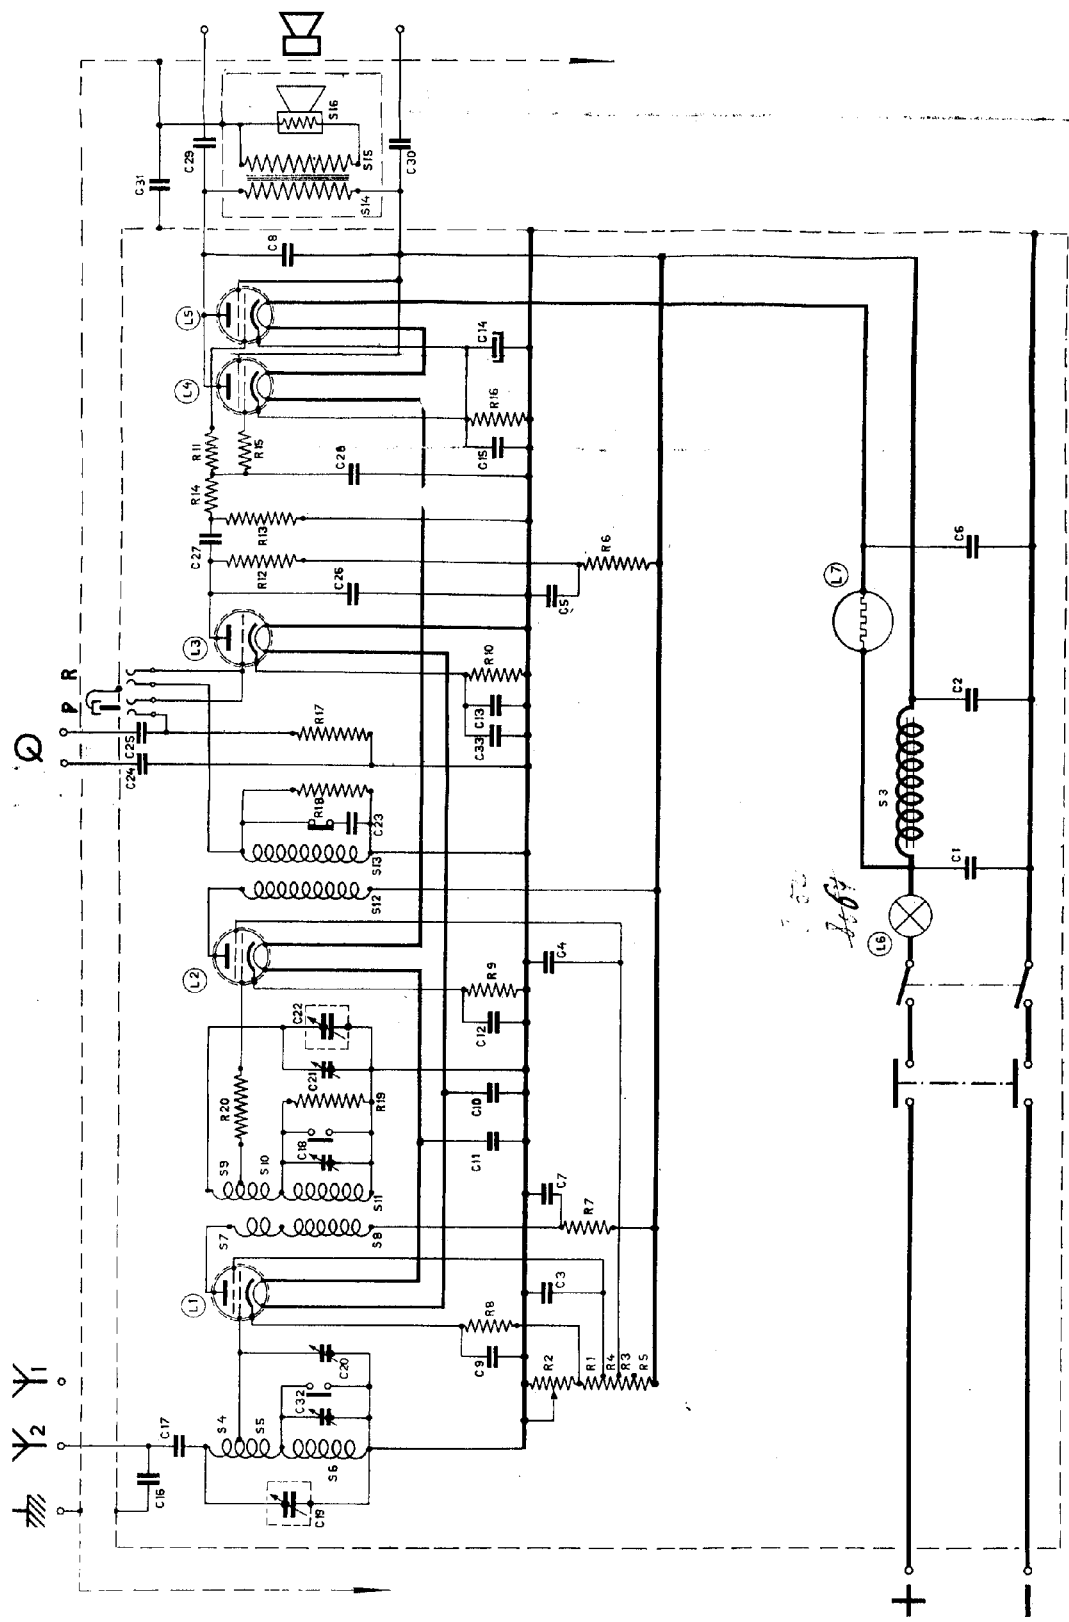 1
2
P R
C16
C17
C19
S4
S5
S6
C32
C20
L1
S7
S8
S9
S10
S11
C18
R20
R19
C21
C22
L2
S12
S13
R18
C23
C24
C25
R17
L3
C26
R12
C27
R13
R14
R11
R15
C28
L4
L5
C8
C31
C29
C30
S14
S15
S16
C9
R8
C11
C10
C12
R9
C33
C13
R10
C15
R16
C14
R2
R1
R4
R3
R5
C3
R7
C7
C4
C5
R6
L6
C1
S3
C2
L7
C6
+
−